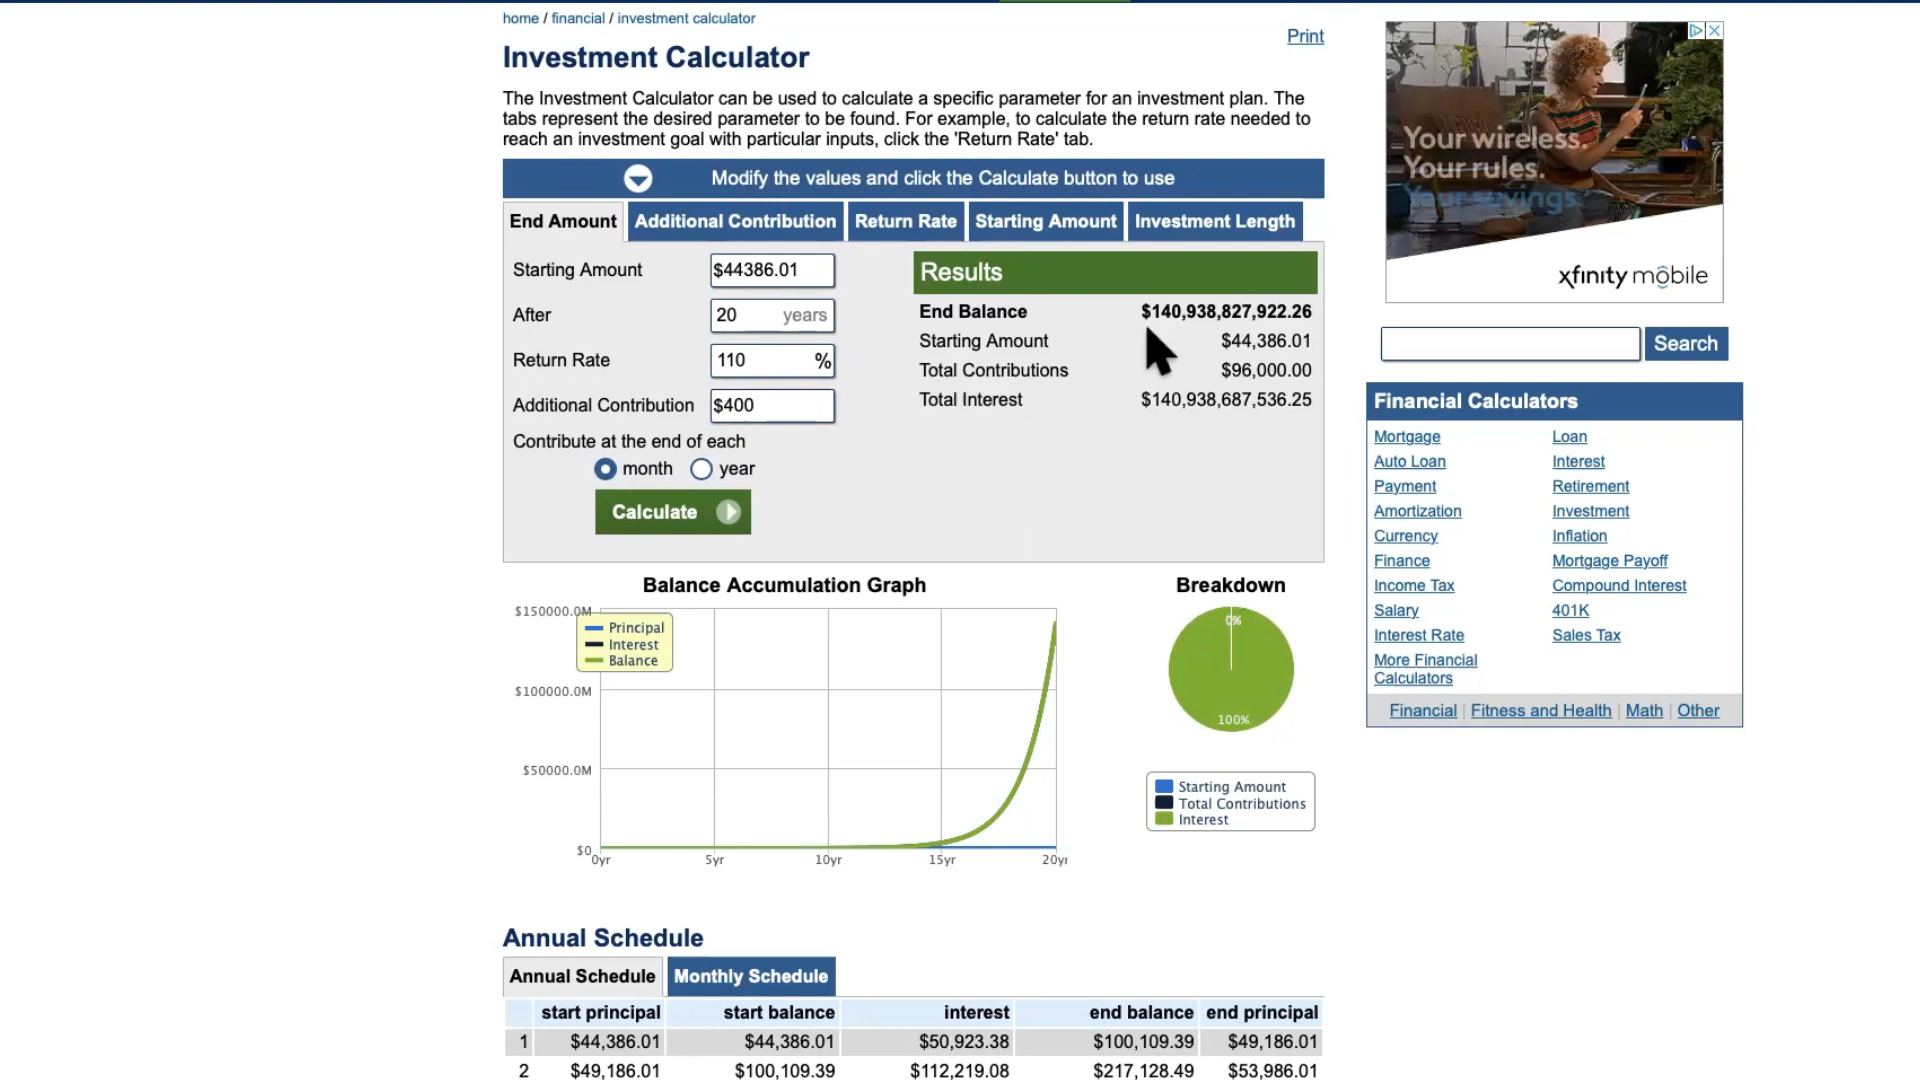 home / financial / investment calculator
Print
Investment Calculator
The Investment Calculator can be used to calculate a specific parameter for an investment plan. The
tabs represent the desired parameter to be found. For example, to calculate the return rate needed to
reach an investment goal with particular inputs, click the 'Return Rate' tab.
Modify the values and click the Calculate button to use
End Amount
Additional Contribution
Return Rate
Starting Amount
Investment Length
Starting Amount $44386.01
After 20 years
Return Rate 110 %
Additional Contribution $400
Contribute at the end of each
month year
Calculate
Results
End Balance $140,938,827,922.26
Starting Amount $44,386.01
Total Contributions $96,000.00
Total Interest $140,938,687,536.25
Balance Accumulation Graph
$150000.0M
$100000.0M
$50000.0M
$0
Principal
Interest
Balance
0yr 5yr 10yr 15yr 20yr
Breakdown
0%
100%
Starting Amount
Total Contributions
Interest
Annual Schedule
Annual Schedule Monthly Schedule
start principal start balance interest end balance end principal
1 $44,386.01 $44,386.01 $50,923.38 $100,109.39 $49,186.01
2 $49,186.01 $100,109.39 $112,219.08 $217,128.49 $53,986.01
Your wireless.
Your rules.
Your savings.
xfinity mobile
Search
Financial Calculators
Mortgage Loan
Auto Loan Interest
Payment Retirement
Amortization Investment
Currency Inflation
Finance Mortgage Payoff
Income Tax Compound Interest
Salary 401K
Interest Rate Sales Tax
More Financial
Calculators
Financial | Fitness and Health | Math | Other